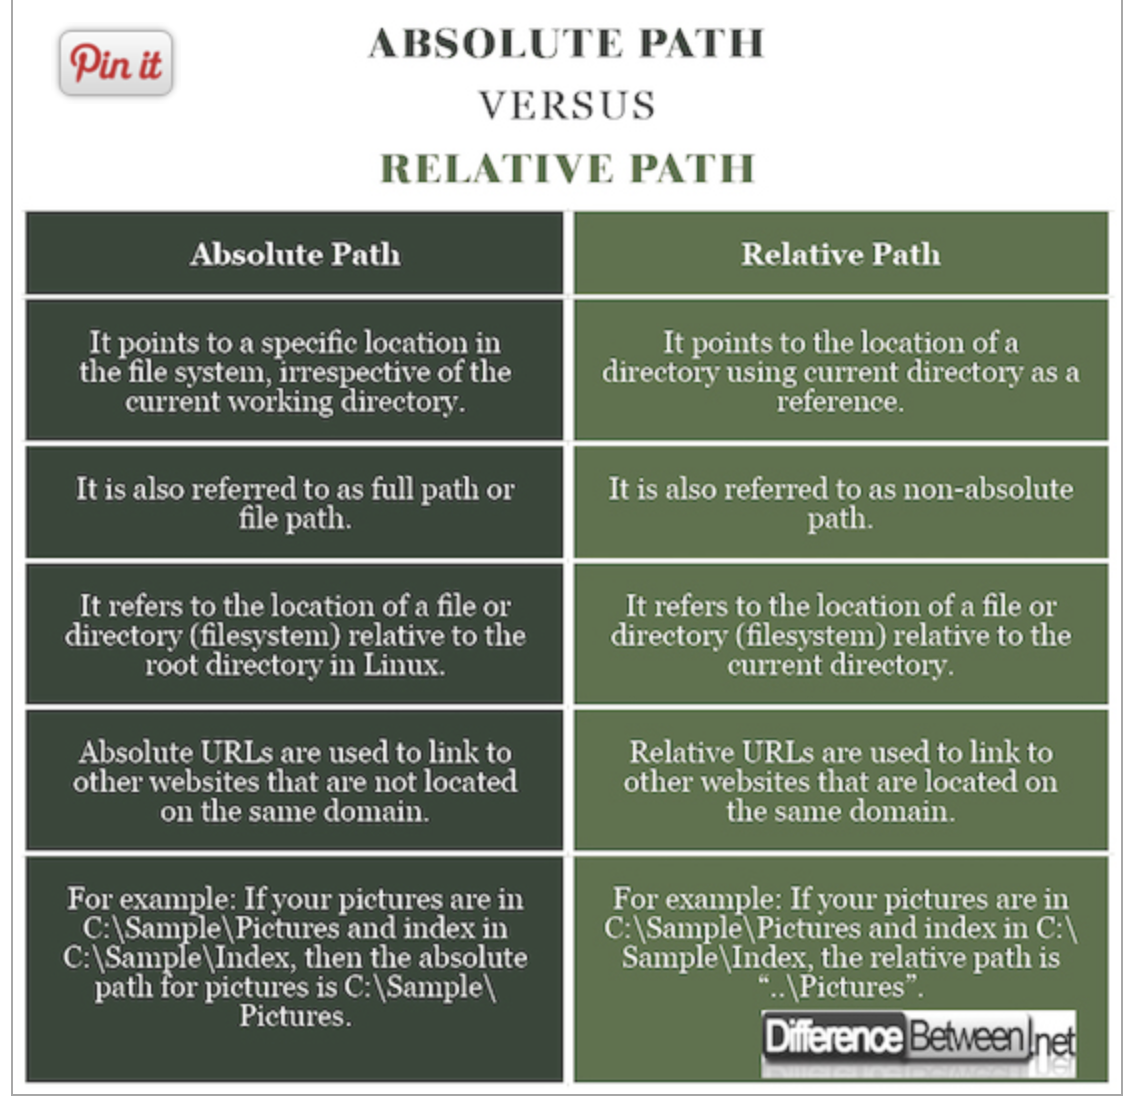 Pin it
ABSOLUTE PATH
VERSUS
RELATIVE PATH
Absolute Path
Relative Path
It points to a specific location in
the file system, irrespective of the
current working directory.
It points to the location of a
directory using current directory as a
reference.
It is also referred to as full path or
file path.
It is also referred to as non-absolute
path.
It refers to the location of a file or
directory (filesystem) relative to the
root directory in Linux.
It refers to the location of a file or
directory (filesystem) relative to the
current directory.
Absolute URLs are used to link to
other websites that are not located
on the same domain.
Relative URLs are used to link to
other websites that are located on
the same domain.
For example: If your pictures are in
C:\Sample\Pictures and index in
C:\Sample\Index, then the absolute
path for pictures is C:\Sample\
Pictures.
For example: If your pictures are in
C:\Sample\Pictures and index in C:\
Sample\Index, the relative path is
“..\Pictures”.
DifferenceBetween.net